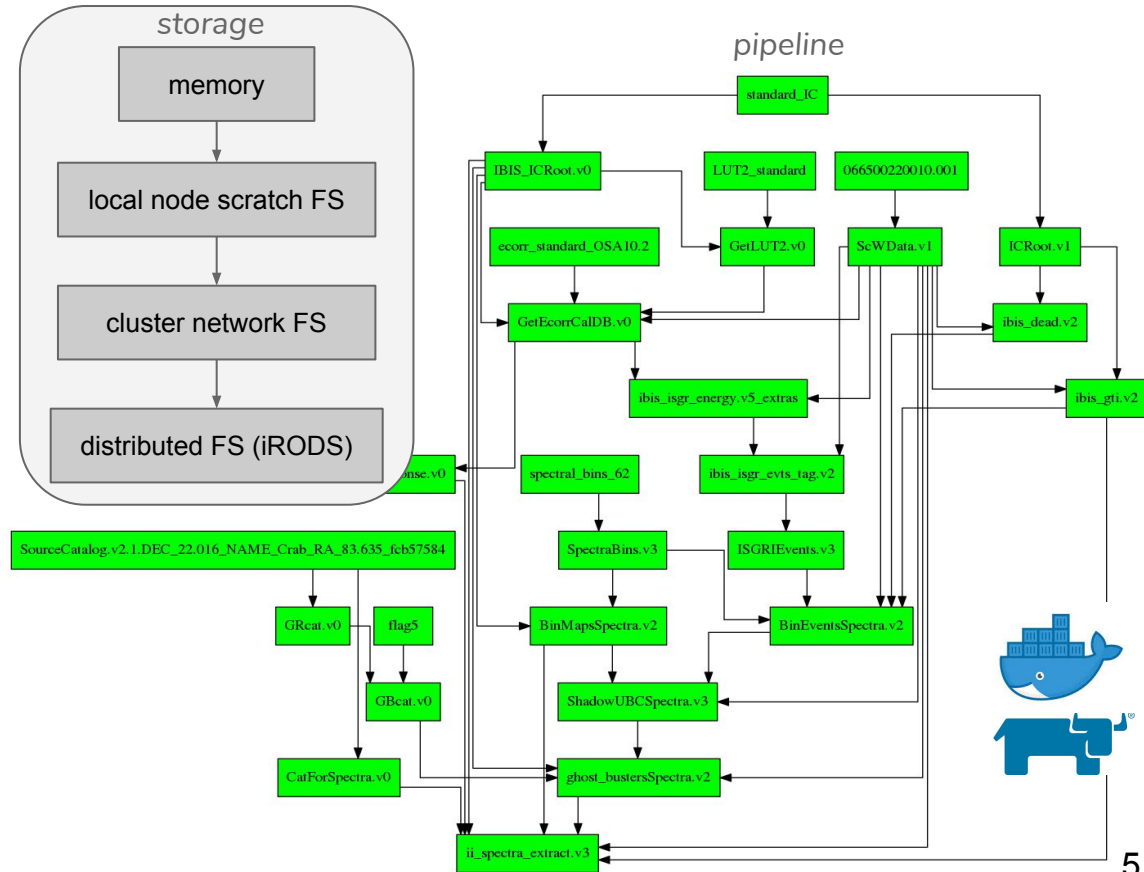 storage
memory
local node scratch FS
cluster network FS
distributed FS (iRODS)
pipeline
standard_IC
IBIS_ICRoot.v0
LUT2_standard
066500220010.001
ecorr_standard_OSA10.2
GetLUT2.v0
ScWData.v1
ICRoot.v1
GetEcorrCalDB.v0
ibis_dead.v2
ibis_isgr_energy.v5_extras
ibis_gti.v2
onse.v0
spectral_bins_62
ibis_isgr_evts_tag.v2
SourceCatalog.v2.1.DEC_22.016_NAME_Crab_RA_83.635_fcb57584
SpectraBins.v3
ISGRIEvents.v3
GRcat.v0
flag5
BinMapsSpectra.v2
BinEventsSpectra.v2
GBcat.v0
ShadowUBCSpectra.v3
®
CatForSpectra.v0
ghost_bustersSpectra.v2
ii_spectra_extract.v3
5